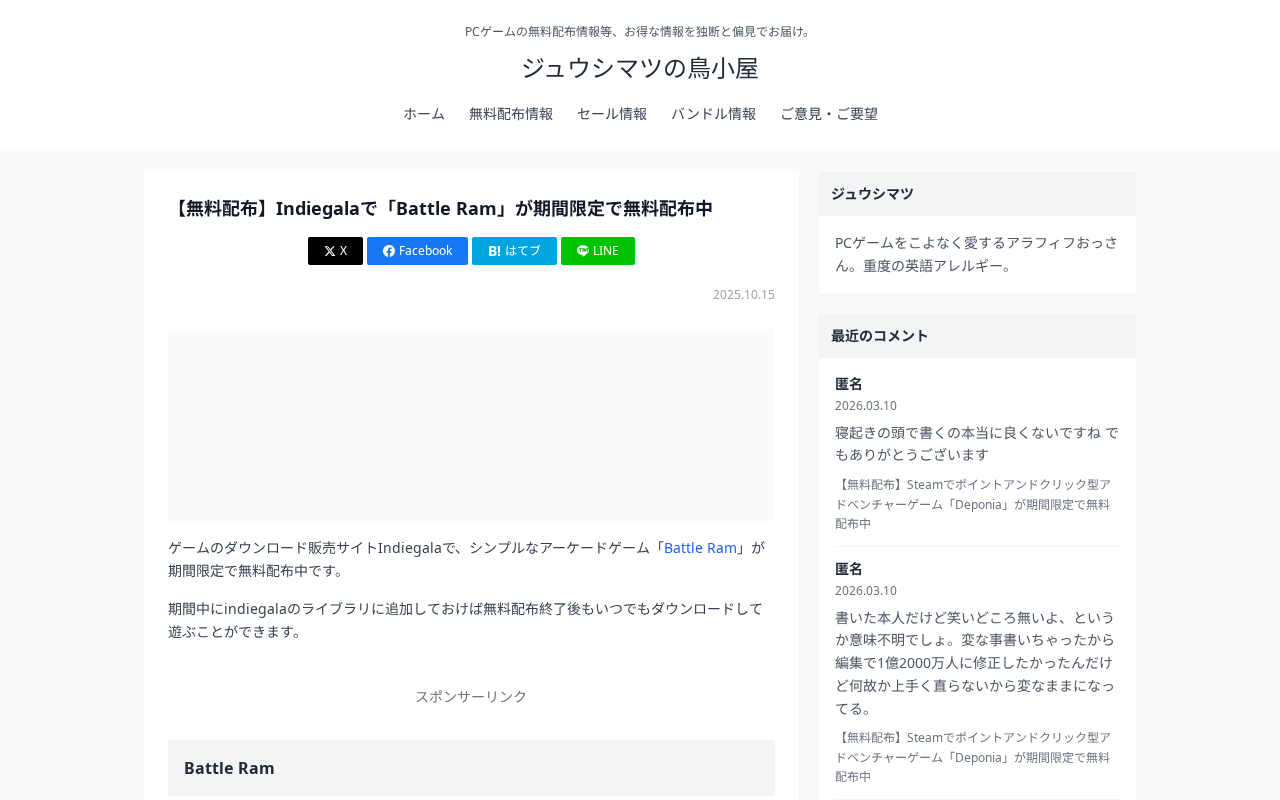 PCゲームの無料配布情報等、お得な情報を独断と偏見でお届け。
ジュウシマツの鳥小屋
ホーム 無料配布情報 セール情報 バンドル情報 ご意見・ご要望
【無料配布】Indiegalaで「Battle Ram」が期間限定で無料配布中
X Facebook B! はてブ LINE
2025.10.15
ゲームのダウンロード販売サイトIndiegalaで、シンプルなアーケードゲーム「Battle Ram」が
期間限定で無料配布中です。
期間中にindiegalaのライブラリに追加しておけば無料配布終了後もいつでもダウンロードして
遊ぶことができます。
スポンサーリンク
Battle Ram
ジュウシマツ
PCゲームをこよなく愛するアラフィフおっさ
ん。重度の英語アレルギー。
最近のコメント
匿名
2026.03.10
寝起きの頭で書くの本当に良くないですね で
もありがとうございます
【無料配布】Steamでポイントアンドクリック型ア
ドベンチャーゲーム「Deponia」が期間限定で無料
配布中
匿名
2026.03.10
書いた本人だけど笑いどころ無いよ、という
か意味不明でしょ。変な事書いちゃったから
編集で1億2000万人に修正したかったんだけ
ど何故か上手く直らないから変なままになっ
てる。
【無料配布】Steamでポイントアンドクリック型ア
ドベンチャーゲーム「Deponia」が期間限定で無料
配布中